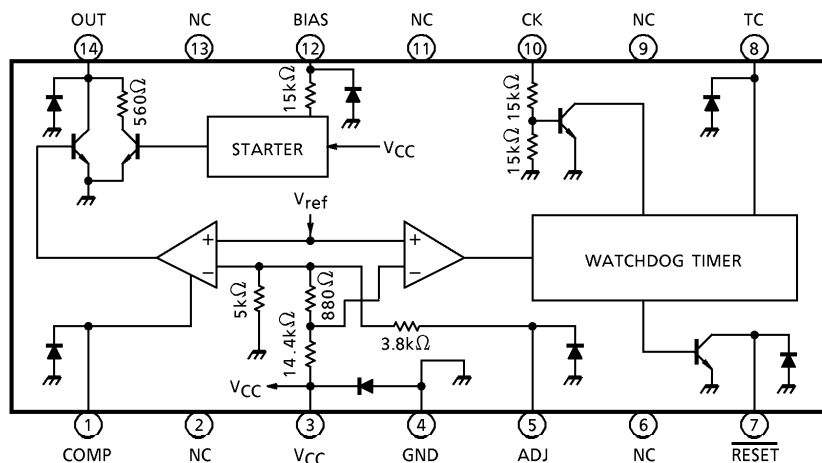 OUT NC BIAS NC CK NC TC
14 13 12 11 10 9 8
560Ω
15kΩ
15kΩ 15kΩ
STARTER
VCC
Vref
+ +
− −
WATCHDOG TIMER
5kΩ
880Ω
14.4kΩ
3.8kΩ
VCC
1 2 3 4 5 6 7
COMP NC VCC GND ADJ NC RESET